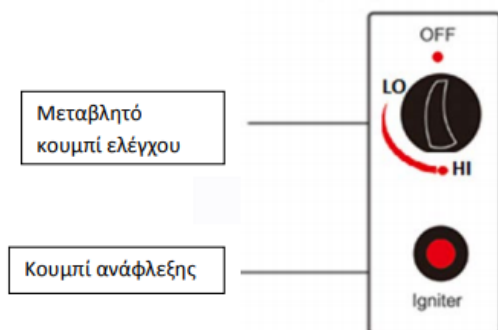 OFF
LO
Μεταβλητό
κουμπί ελέγχου
HI
Κουμπί ανάφλεξης
Igniter